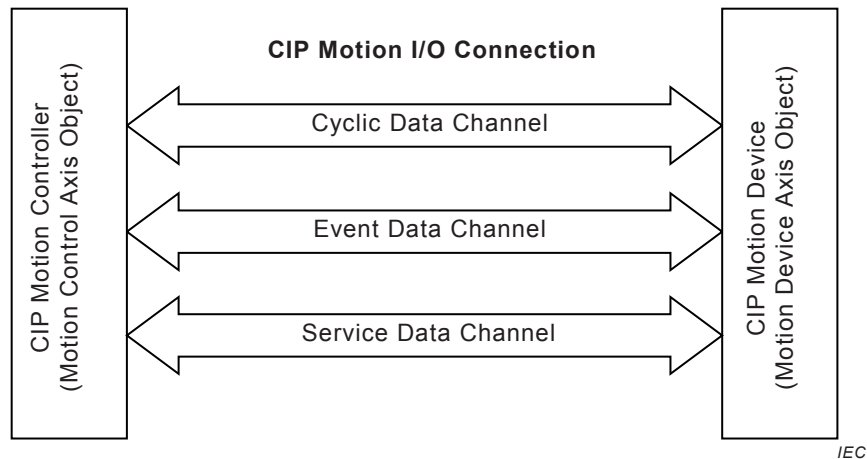 CIP Motion I/O Connection
CIP Motion Controller
(Motion Control Axis Object)
Cyclic Data Channel
Event Data Channel
Service Data Channel
CIP Motion Device
(Motion Device Axis Object)
IEC